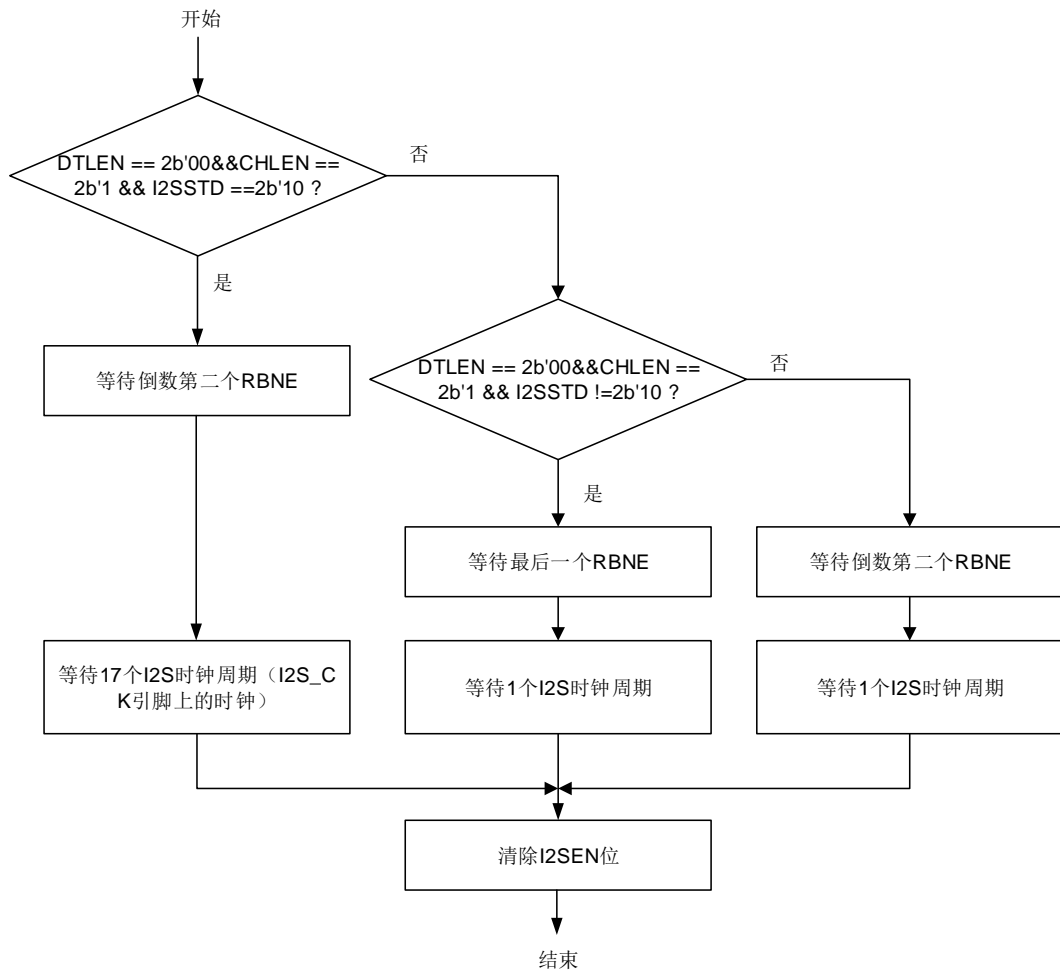 开始
DTLEN == 2b'00&&CHLEN ==
2b'1 && I2SSTD ==2b'10 ?
否
是
等待倒数第二个RBNE
DTLEN == 2b'00&&CHLEN ==
2b'1 && I2SSTD !=2b'10 ?
否
是
等待最后一个RBNE
等待倒数第二个RBNE
等待17个I2S时钟周期（I2S_C
K引脚上的时钟）
等待1个I2S时钟周期
等待1个I2S时钟周期
清除I2SEN位
结束